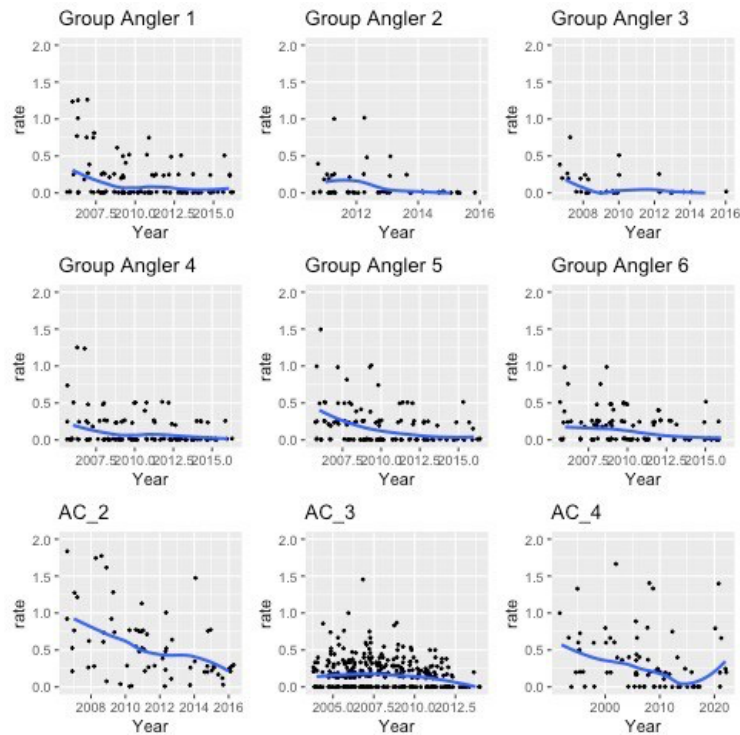 Group Angler 1 Group Angler 2 Group Angler 3
2.0 2.0 2.0
1.5 1.5 1.5
rate 1.0 rate 1.0 rate 1.0
0.5 0.5 0.5
0.0 0.0 0.0
2007.5 2010.0 2012.5 2015.0 2012 2014 2016 2008 2010 2012 2014 2016
Year Year Year
Group Angler 4 Group Angler 5 Group Angler 6
2.0 2.0 2.0
1.5 1.5 1.5
rate 1.0 rate 1.0 rate 1.0
0.5 0.5 0.5
0.0 0.0 0.0
2007.5 2010.0 2012.5 2015.0 2007.5 2010.0 2012.5 2015.0 2007.5 2010.0 2012.5 2015.0
Year Year Year
AC_2 AC_3 AC_4
2.0 2.0 2.0
1.5 1.5 1.5
rate 1.0 rate 1.0 rate 1.0
0.5 0.5 0.5
0.0 0.0 0.0
2008 2010 2012 2014 2016 2005.0 2007.5 2010.0 2012.5 2000 2010 2020
Year Year Year